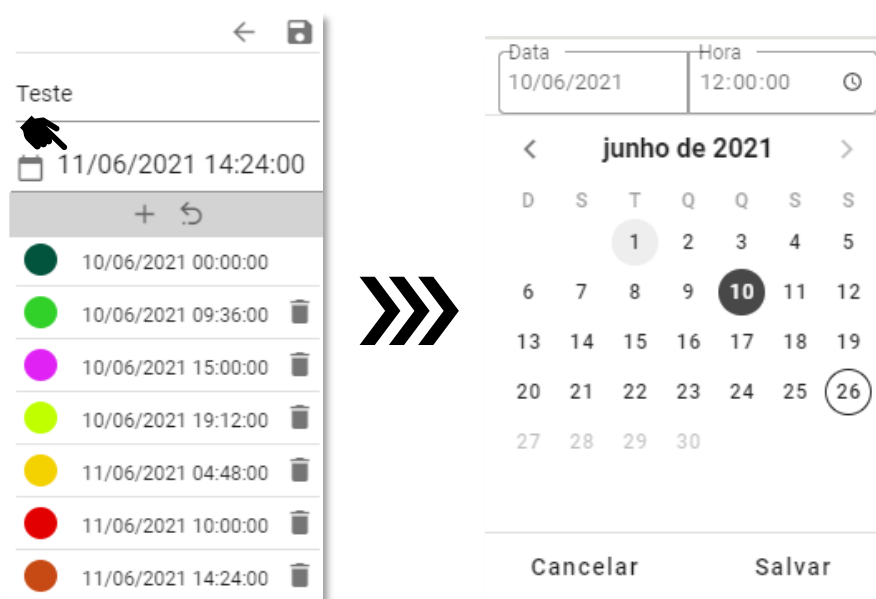 Teste
11/06/2021 14:24:00
10/06/2021 00:00:00
10/06/2021 09:36:00
10/06/2021 15:00:00
10/06/2021 19:12:00
11/06/2021 04:48:00
11/06/2021 10:00:00
11/06/2021 14:24:00
Data Hora
10/06/2021 12:00:00
junho de 2021
D S T Q Q S S
1 2 3 4 5
6 7 8 9 10 11 12
13 14 15 16 17 18 19
20 21 22 23 24 25 26
27 28 29 30
Cancelar Salvar